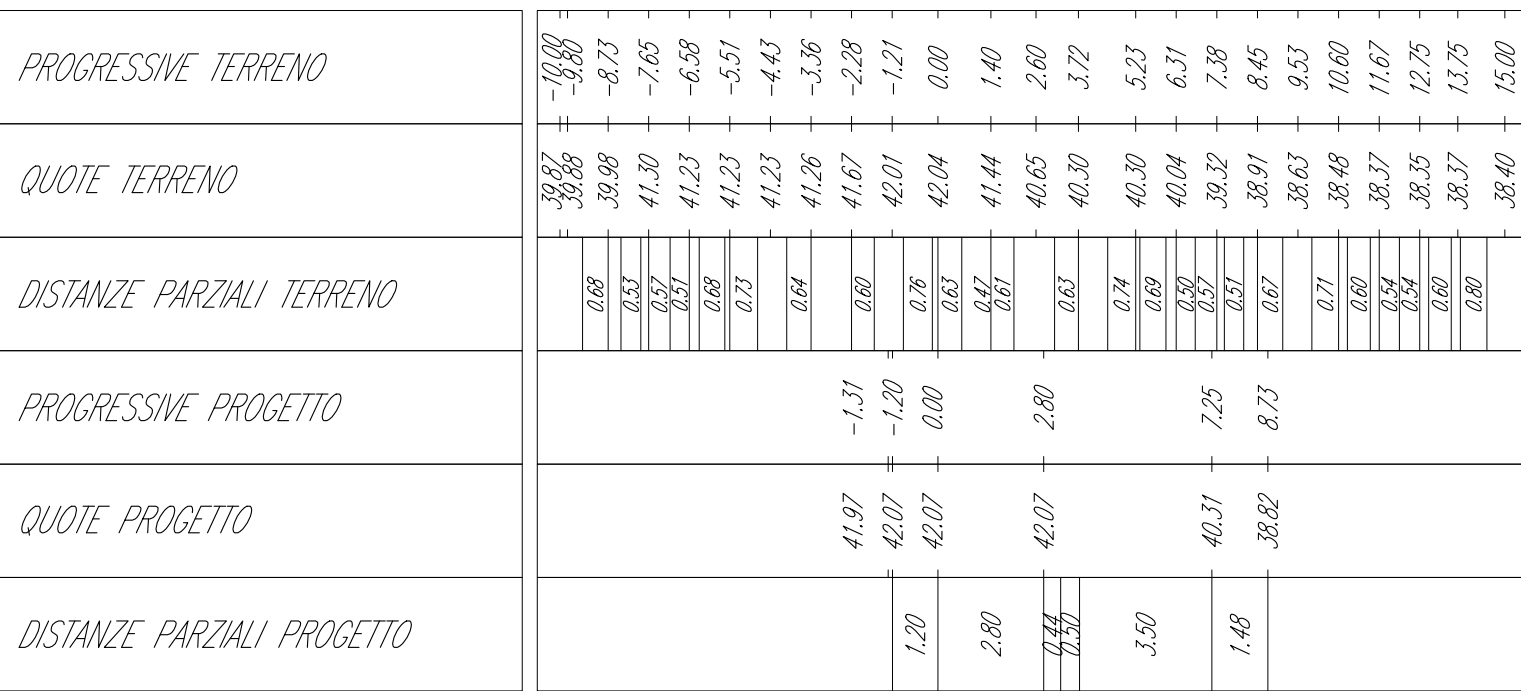 PROGRESSIVE TERRENO -10.00 -9.80 -8.73 -7.65 -6.58 -5.51 -4.43 -3.36 -2.28 -1.21 0.00 1.40 2.60 3.72 5.23 6.31 7.38 8.45 9.53 10.60 11.67 12.75 13.75 15.00
QUOTE TERRENO 39.87 39.88 39.98 41.30 41.23 41.23 41.23 41.26 41.67 42.01 42.04 41.44 40.65 40.30 40.30 40.04 39.32 38.91 38.63 38.48 38.37 38.35 38.37 38.40
DISTANZE PARZIALI TERRENO 0.68 0.53 0.57 0.51 0.68 0.73 0.64 0.60 0.76 0.63 0.47 0.61 0.63 0.74 0.69 0.50 0.57 0.51 0.67 0.71 0.60 0.54 0.54 0.60 0.80
PROGRESSIVE PROGETTO -1.31 -1.20 0.00 2.80 7.25 8.73
QUOTE PROGETTO 41.97 42.07 42.07 42.07 40.31 38.82
DISTANZE PARZIALI PROGETTO 1.20 2.80 0.44 0.50 3.50 1.48